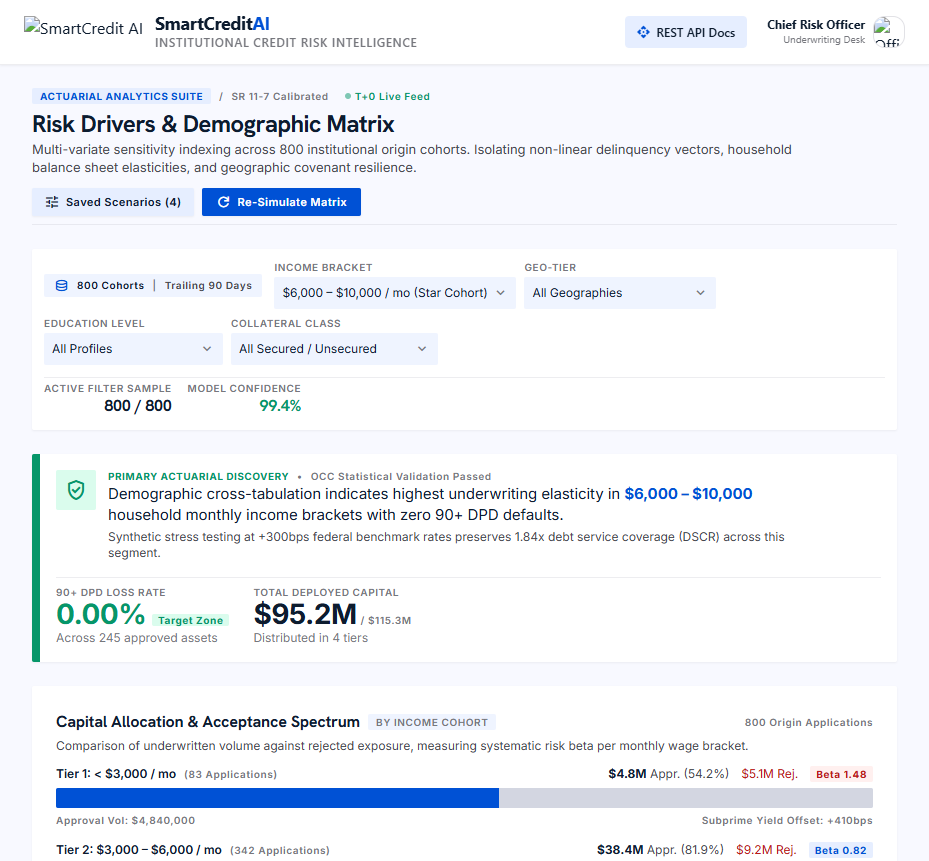 SmartCredit AI
SmartCreditAI
INSTITUTIONAL CREDIT RISK INTELLIGENCE
REST API Docs
Chief Risk Officer
Underwriting Desk
ACTUARIAL ANALYTICS SUITE / SR 11-7 Calibrated T+0 Live Feed
Risk Drivers & Demographic Matrix
Multi-variate sensitivity indexing across 800 institutional origin cohorts. Isolating non-linear delinquency vectors, household
balance sheet elasticities, and geographic covenant resilience.
Saved Scenarios (4)
Re-Simulate Matrix
800 Cohorts | Trailing 90 Days
INCOME BRACKET
$6,000 – $10,000 / mo (Star Cohort)
GEO-TIER
All Geographies
EDUCATION LEVEL
All Profiles
COLLATERAL CLASS
All Secured / Unsecured
ACTIVE FILTER SAMPLE
800 / 800
MODEL CONFIDENCE
99.4%
PRIMARY ACTUARIAL DISCOVERY • OCC Statistical Validation Passed
Demographic cross-tabulation indicates highest underwriting elasticity in $6,000 – $10,000
household monthly income brackets with zero 90+ DPD defaults.
Synthetic stress testing at +300bps federal benchmark rates preserves 1.84x debt service coverage (DSCR) across this
segment.
90+ DPD LOSS RATE
0.00% Target Zone
Across 245 approved assets
TOTAL DEPLOYED CAPITAL
$95.2M / $115.3M
Distributed in 4 tiers
Capital Allocation & Acceptance Spectrum BY INCOME COHORT
800 Origin Applications
Comparison of underwritten volume against rejected exposure, measuring systematic risk beta per monthly wage bracket.
Tier 1: < $3,000 / mo (83 Applications)
$4.8M Appr. (54.2%) $5.1M Rej. Beta 1.48
Approval Vol: $4,840,000
Subprime Yield Offset: +410bps
Tier 2: $3,000 – $6,000 / mo (342 Applications)
$38.4M Appr. (81.9%) $9.2M Rej. Beta 0.82